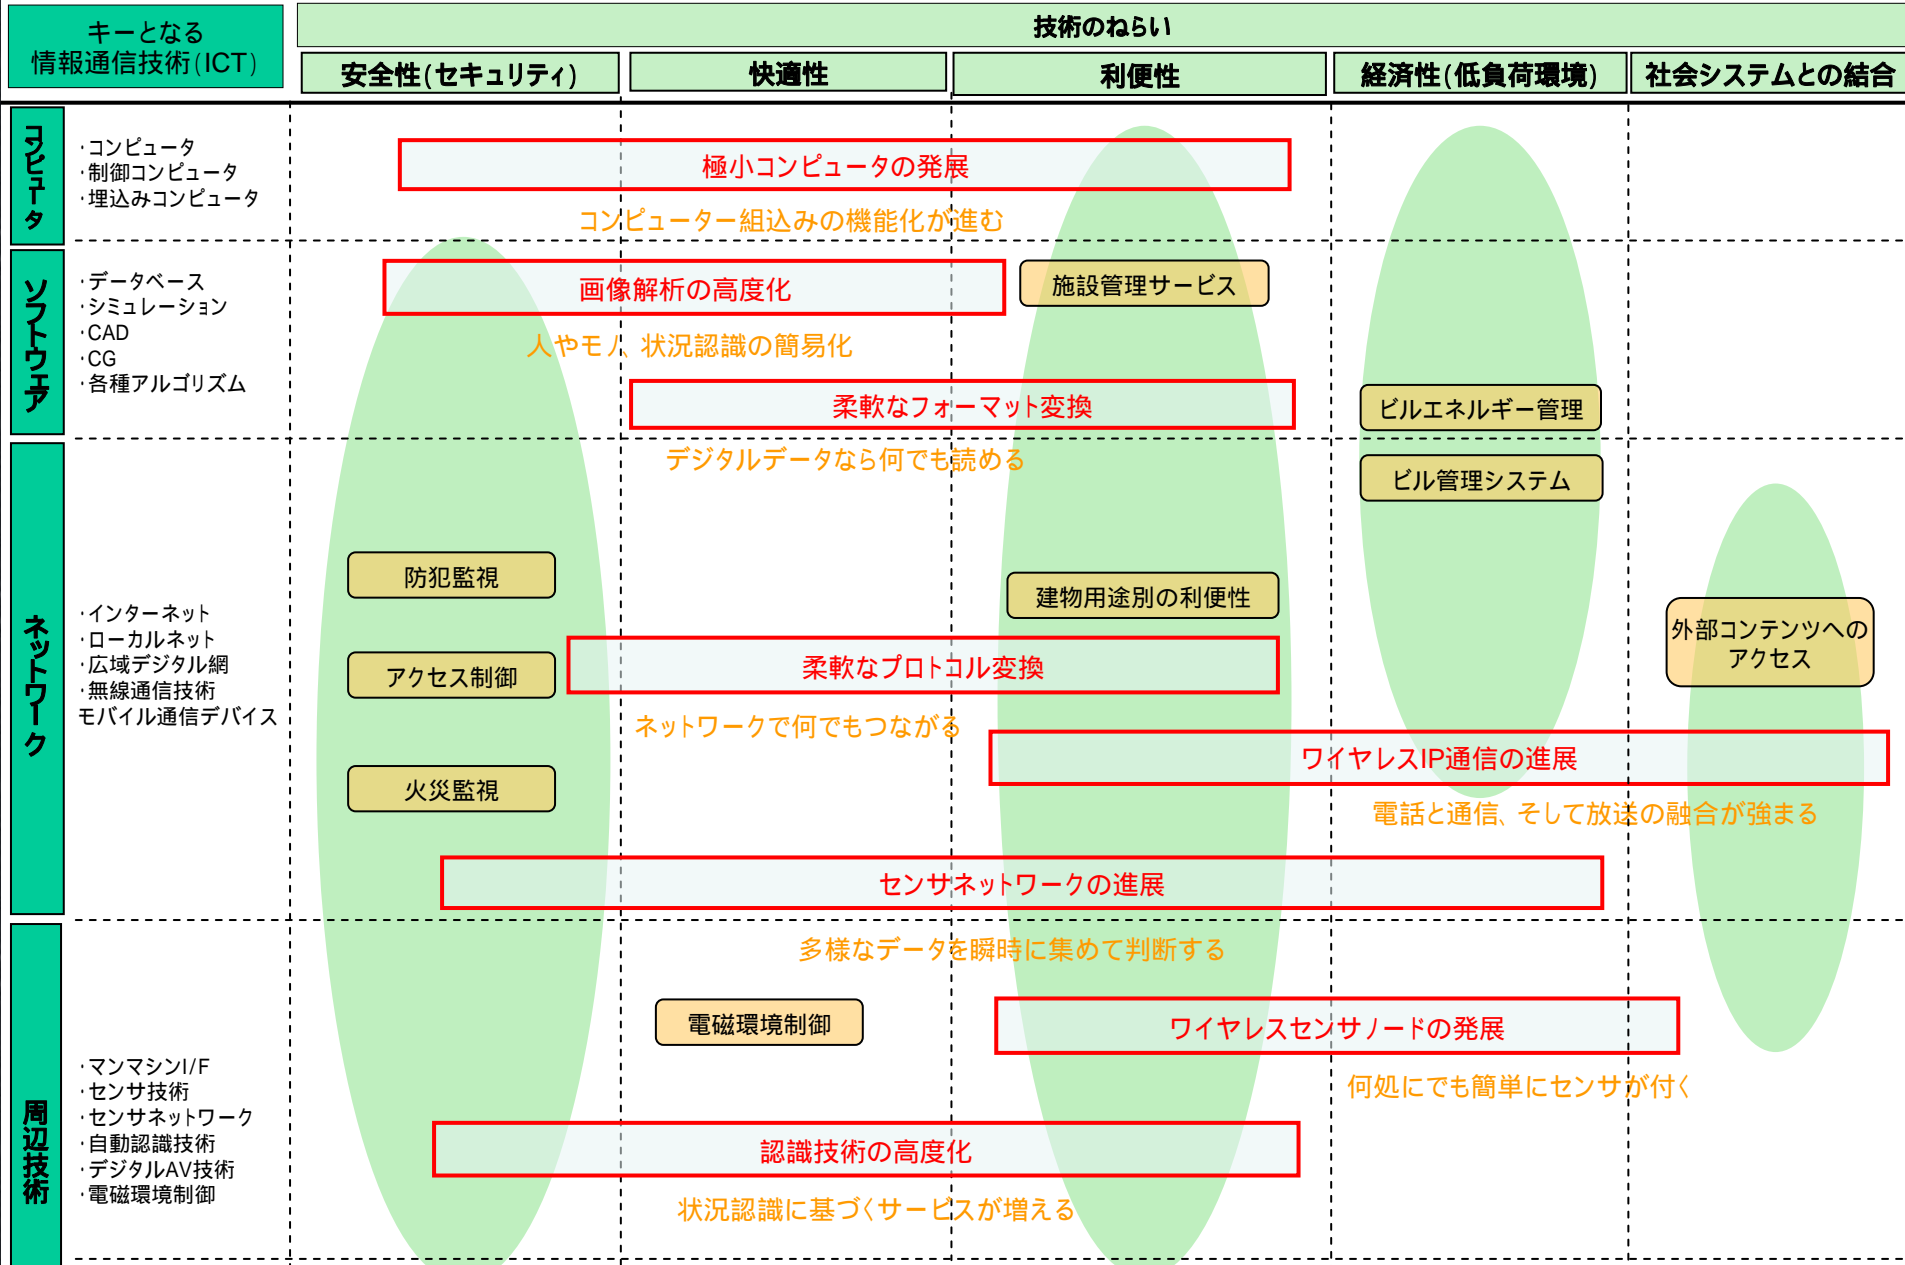 キーとなる
情報通信技術(ICT)
技術のねらい
安全性(セキュリティ)
快適性
利便性
経済性(低負荷環境)
社会システムとの結合
コンピュータ
・コンピュータ
・制御コンピュータ
・埋込みコンピュータ
極小コンピュータの発展
コンピューター組込みの機能化が進む
ソフトウェア
・データベース
・シミュレーション
・CAD
・CG
・各種アルゴリズム
画像解析の高度化
施設管理サービス
人やモノ、状況認識の簡易化
柔軟なフォーマット変換
ビルエネルギー管理
デジタルデータなら何でも読める
ビル管理システム
ネットワーク
・インターネット
・ローカルネット
・広域デジタル網
・無線通信技術
モバイル通信デバイス
防犯監視
建物用途別の利便性
外部コンテンツへの
アクセス
アクセス制御
柔軟なプロトコル変換
ネットワークで何でもつながる
ワイヤレスIP通信の進展
火災監視
電話と通信、そして放送の融合が強まる
センサネットワークの進展
多様なデータを瞬時に集めて判断する
周辺技術
・マンマシンI/F
・センサ技術
・センサネットワーク
・自動認識技術
・デジタルAV技術
・電磁環境制御
電磁環境制御
ワイヤレスセンサノードの発展
何処にでも簡単にセンサが付く
認識技術の高度化
状況認識に基づくサービスが増える